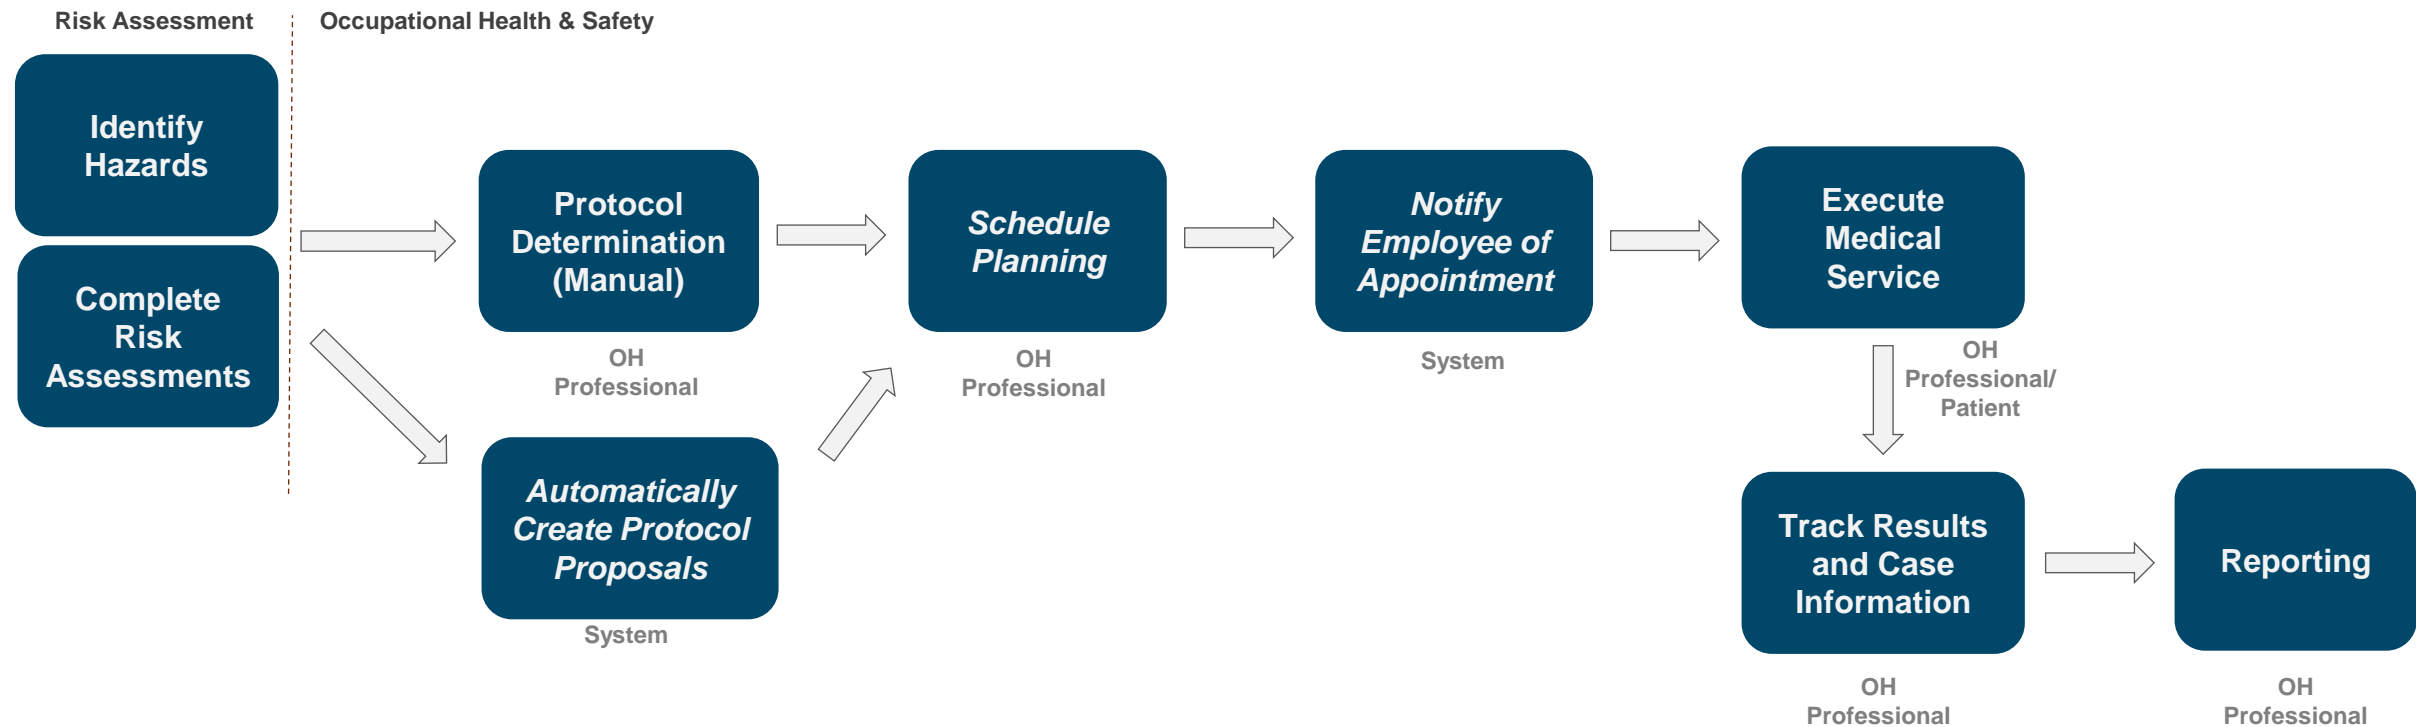 Risk Assessment
Occupational Health & Safety
Identify
Hazards
Complete
Risk
Assessments
Protocol
Determination
(Manual)
OH
Professional
Automatically
Create Protocol
Proposals
System
Schedule
Planning
OH
Professional
Notify
Employee of
Appointment
System
Execute
Medical
Service
OH
Professional/
Patient
Track Results
and Case
Information
OH
Professional
Reporting
OH
Professional